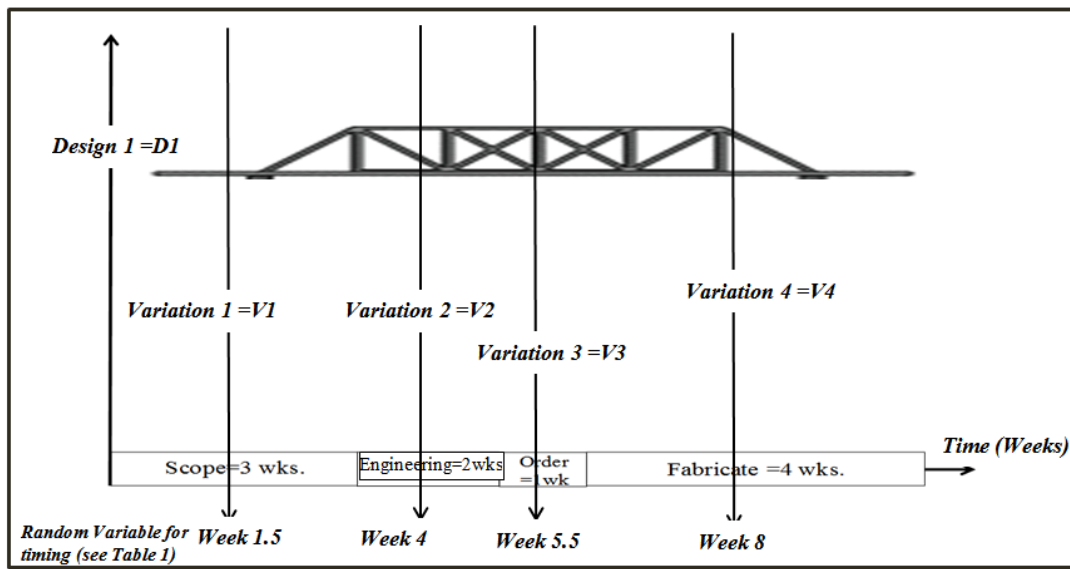 Design 1 =D1
Variation 1 =V1
Variation 2 =V2
Variation 3 =V3
Variation 4 =V4
Time (Weeks)
Scope=3 wks.
Engineering=2wks
Order
=1wk
Fabricate =4 wks.
Random Variable for
timing (see Table 1)
Week 1.5
Week 4
Week 5.5
Week 8